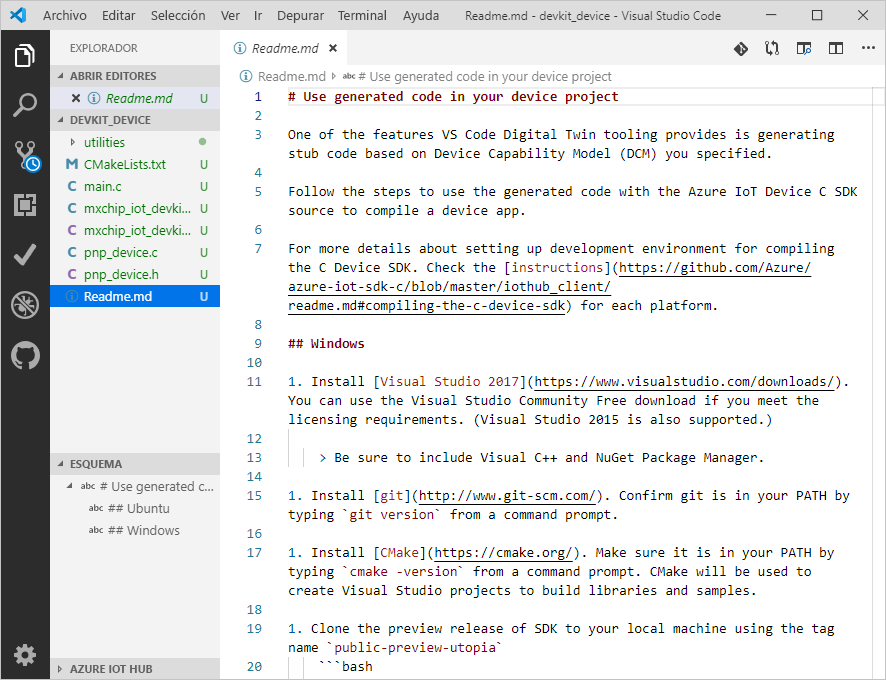 Archivo Editar Selección Ver Ir Depurar Terminal Ayuda Readme.md - devkit_device - Visual Studio Code
EXPLORADOR
ABRIR EDITORES
Readme.md U
DEVKIT_DEVICE
utilities
M CMakeLists.txt U
C main.c U
C mxchip_iot_devki... U
C mxchip_iot_devki... U
C pnp_device.c U
C pnp_device.h U
Readme.md U
ESQUEMA
abc # Use generated c...
abc ## Ubuntu
abc ## Windows
AZURE IOT HUB
Readme.md
Readme.md abc # Use generated code in your device project
1 # Use generated code in your device project
2
3 One of the features VS Code Digital Twin tooling provides is generating
stub code based on Device Capability Model (DCM) you specified.
4
5 Follow the steps to use the generated code with the Azure IoT Device C SDK
source to compile a device app.
6
7 For more details about setting up development environment for compiling
the C Device SDK. Check the [instructions](https://github.com/Azure/
azure-iot-sdk-c/blob/master/iothub_client/
readme.md#compiling-the-c-device-sdk) for each platform.
8
9 ## Windows
10
11 1. Install [Visual Studio 2017](https://www.visualstudio.com/downloads/).
You can use the Visual Studio Community Free download if you meet the
licensing requirements. (Visual Studio 2015 is also supported.)
12
13 > Be sure to include Visual C++ and NuGet Package Manager.
14
15 1. Install [git](http://www.git-scm.com/). Confirm git is in your PATH by
typing `git version` from a command prompt.
16
17 1. Install [CMake](https://cmake.org/). Make sure it is in your PATH by
typing `cmake -version` from a command prompt. CMake will be used to
create Visual Studio projects to build libraries and samples.
18
19 1. Clone the preview release of SDK to your local machine using the tag
name `public-preview-utopia`
20 ```bash